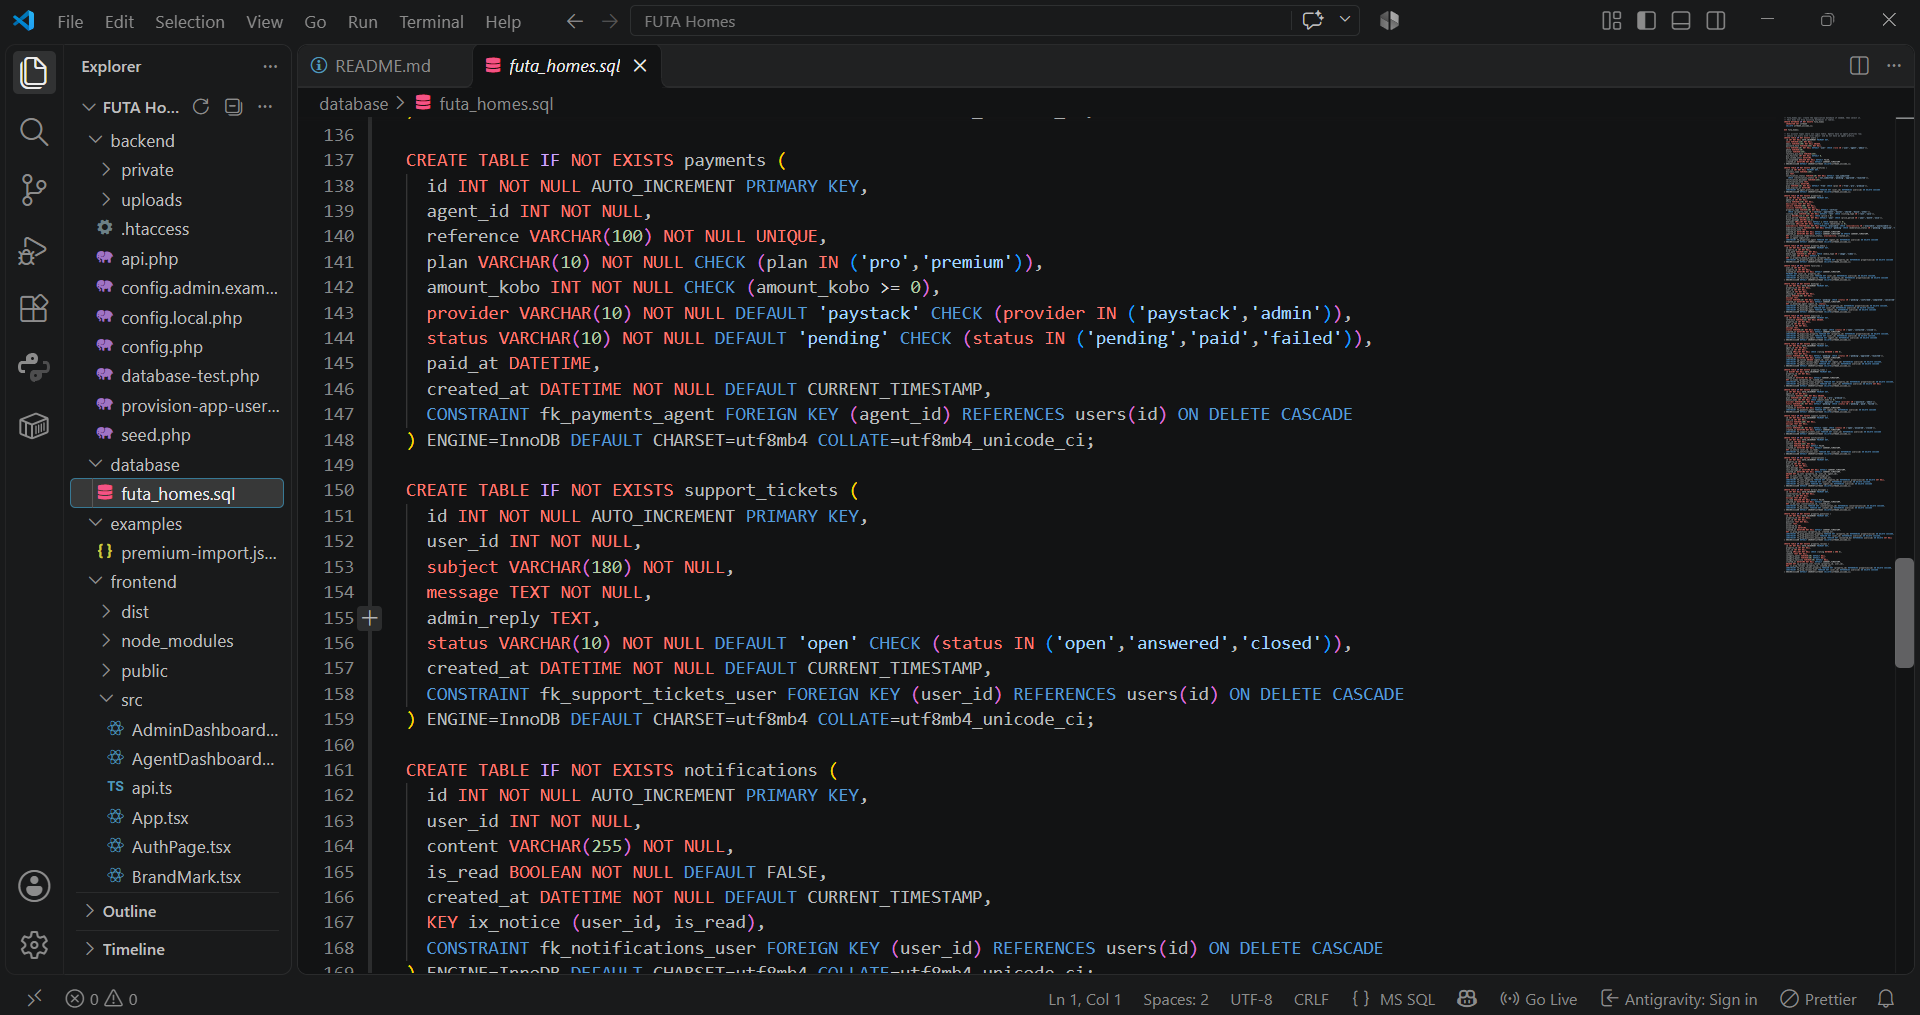 File Edit Selection View Go Run Terminal Help
FUTA Homes
Explorer
FUTA Ho...
backend
private
uploads
.htaccess
api.php
config.admin.exam...
config.local.php
config.php
database-test.php
provision-app-user...
seed.php
database
futa_homes.sql
examples
premium-import.js...
frontend
dist
node_modules
public
src
AdminDashboard...
AgentDashboard...
TS api.ts
App.tsx
AuthPage.tsx
BrandMark.tsx
Outline
Timeline
README.md
futa_homes.sql
database > futa_homes.sql
136
137 CREATE TABLE IF NOT EXISTS payments (
138 id INT NOT NULL AUTO_INCREMENT PRIMARY KEY,
139 agent_id INT NOT NULL,
140 reference VARCHAR(100) NOT NULL UNIQUE,
141 plan VARCHAR(10) NOT NULL CHECK (plan IN ('pro','premium')),
142 amount_kobo INT NOT NULL CHECK (amount_kobo >= 0),
143 provider VARCHAR(10) NOT NULL DEFAULT 'paystack' CHECK (provider IN ('paystack','admin')),
144 status VARCHAR(10) NOT NULL DEFAULT 'pending' CHECK (status IN ('pending','paid','failed')),
145 paid_at DATETIME,
146 created_at DATETIME NOT NULL DEFAULT CURRENT_TIMESTAMP,
147 CONSTRAINT fk_payments_agent FOREIGN KEY (agent_id) REFERENCES users(id) ON DELETE CASCADE
148 ) ENGINE=InnoDB DEFAULT CHARSET=utf8mb4 COLLATE=utf8mb4_unicode_ci;
149
150 CREATE TABLE IF NOT EXISTS support_tickets (
151 id INT NOT NULL AUTO_INCREMENT PRIMARY KEY,
152 user_id INT NOT NULL,
153 subject VARCHAR(180) NOT NULL,
154 message TEXT NOT NULL,
155 admin_reply TEXT,
156 status VARCHAR(10) NOT NULL DEFAULT 'open' CHECK (status IN ('open','answered','closed')),
157 created_at DATETIME NOT NULL DEFAULT CURRENT_TIMESTAMP,
158 CONSTRAINT fk_support_tickets_user FOREIGN KEY (user_id) REFERENCES users(id) ON DELETE CASCADE
159 ) ENGINE=InnoDB DEFAULT CHARSET=utf8mb4 COLLATE=utf8mb4_unicode_ci;
160
161 CREATE TABLE IF NOT EXISTS notifications (
162 id INT NOT NULL AUTO_INCREMENT PRIMARY KEY,
163 user_id INT NOT NULL,
164 content VARCHAR(255) NOT NULL,
165 is_read BOOLEAN NOT NULL DEFAULT FALSE,
166 created_at DATETIME NOT NULL DEFAULT CURRENT_TIMESTAMP,
167 KEY ix_notice (user_id, is_read),
168 CONSTRAINT fk_notifications_user FOREIGN KEY (user_id) REFERENCES users(id) ON DELETE CASCADE
169 ) ENGINE=InnoDB DEFAULT CHARSET=utf8mb4 COLLATE=utf8mb4_unicode_ci;
0 0
Ln 1, Col 1 Spaces: 2 UTF-8 CRLF { } MS SQL Go Live Antigravity: Sign in Prettier